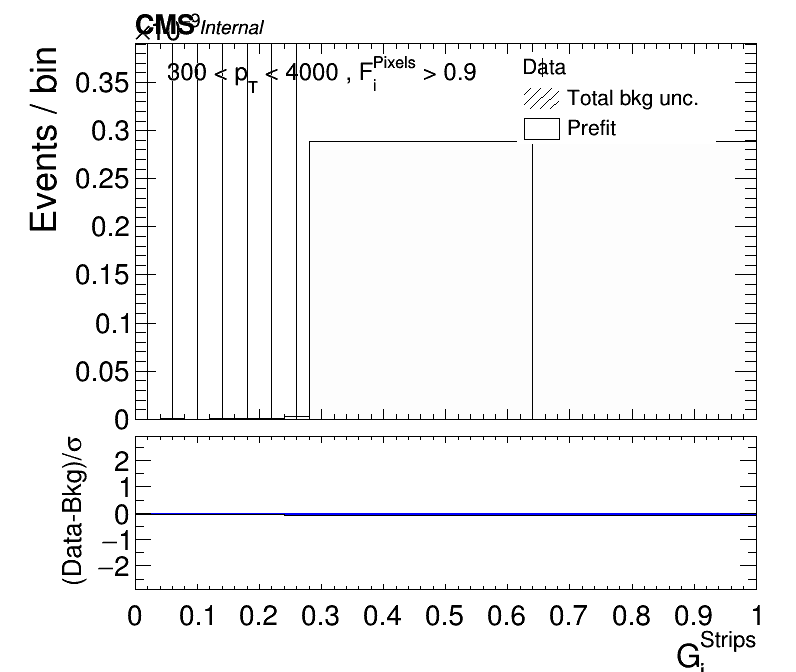 CMS Internal
×10⁻⁹
300 < p_T < 4000 , F_i^Pixels > 0.9
Data
Total bkg unc.
Prefit
Events / bin
0.35
0.3
0.25
0.2
0.15
0.1
0.05
0
(Data-Bkg)/σ
2
1
0
−1
−2
0 0.1 0.2 0.3 0.4 0.5 0.6 0.7 0.8 0.9 1
G_i^Strips